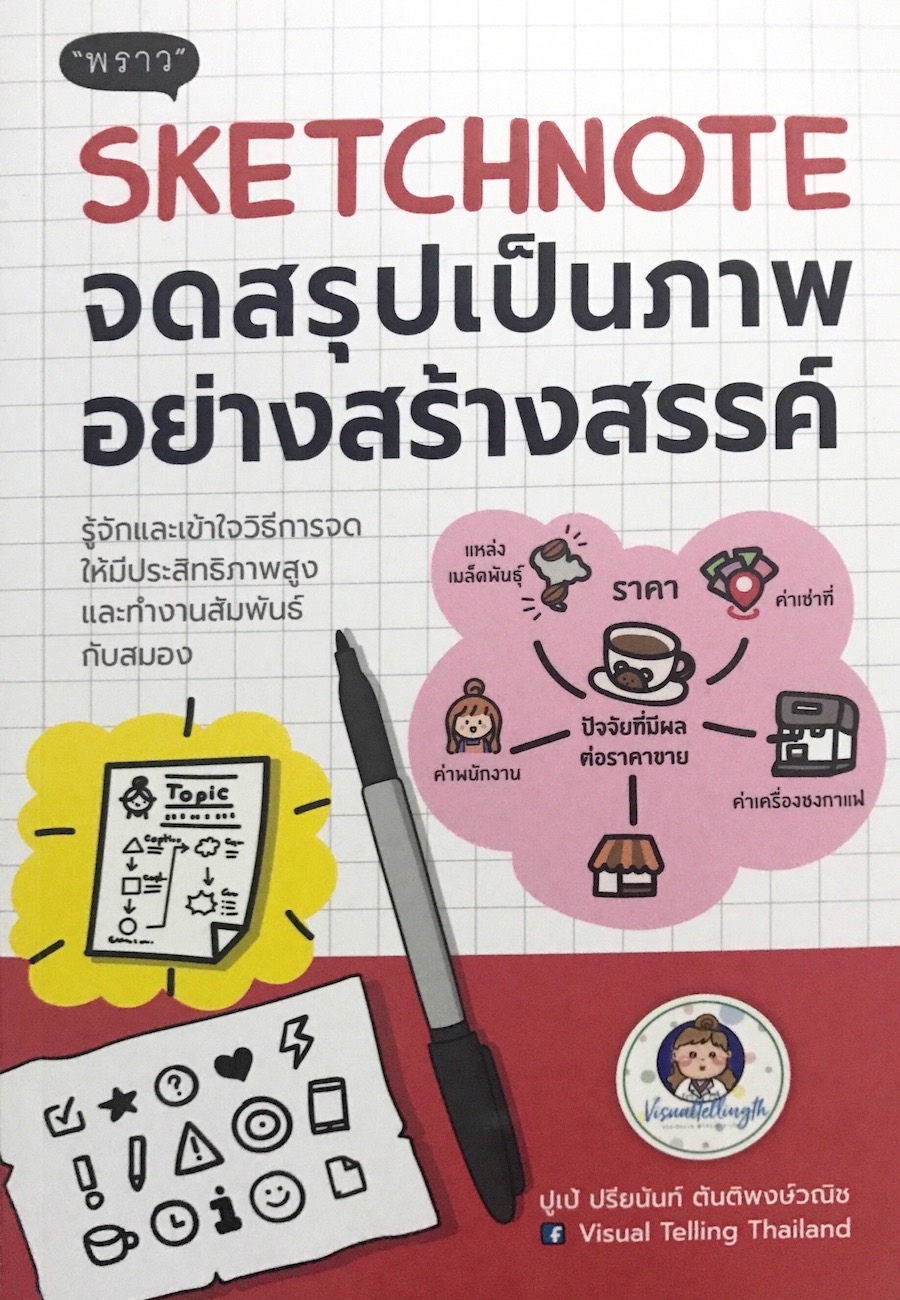 "พราว"
SKETCHNOTE
จดสรุปเป็นภาพ
อย่างสร้างสรรค์
รู้จักและเข้าใจวิธีการจด
ให้มีประสิทธิภาพสูง
และทำงานสัมพันธ์
กับสมอง
แหล่ง
เมล็ดพันธุ์
ราคา
ค่าเช่าที่
ปัจจัยที่มีผล
ต่อราคาขาย
ค่าพนักงาน
ค่าเครื่องชงกาแฟ
Topic
Caption
Visualtellingth
ปูเป้ ปรียนันท์ ตันติพงษ์วณิช
Visual Telling Thailand